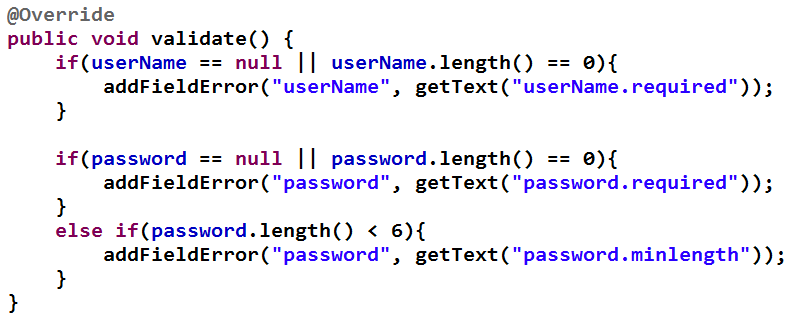 @Override
public void validate() {
    if(userName == null || userName.length() == 0){
        addFieldError("userName", getText("userName.required"));
    }

    if(password == null || password.length() == 0){
        addFieldError("password", getText("password.required"));
    }
    else if(password.length() < 6){
        addFieldError("password", getText("password.minlength"));
    }
}